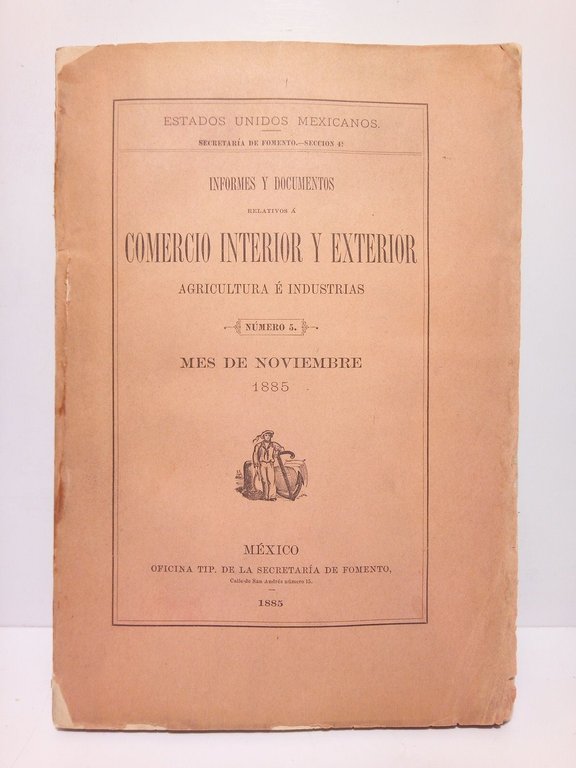 ESTADOS UNIDOS MEXICANOS.
SECRETARÍA DE FOMENTO.—SECCION 4ª
INFORMES Y DOCUMENTOS
RELATIVOS Á
COMERCIO INTERIOR Y EXTERIOR
AGRICULTURA É INDUSTRIAS
NÚMERO 5.
MES DE NOVIEMBRE
1885
MÉXICO
OFICINA TIP. DE LA SECRETARÍA DE FOMENTO,
Calle de San Andrés número 15.
1885